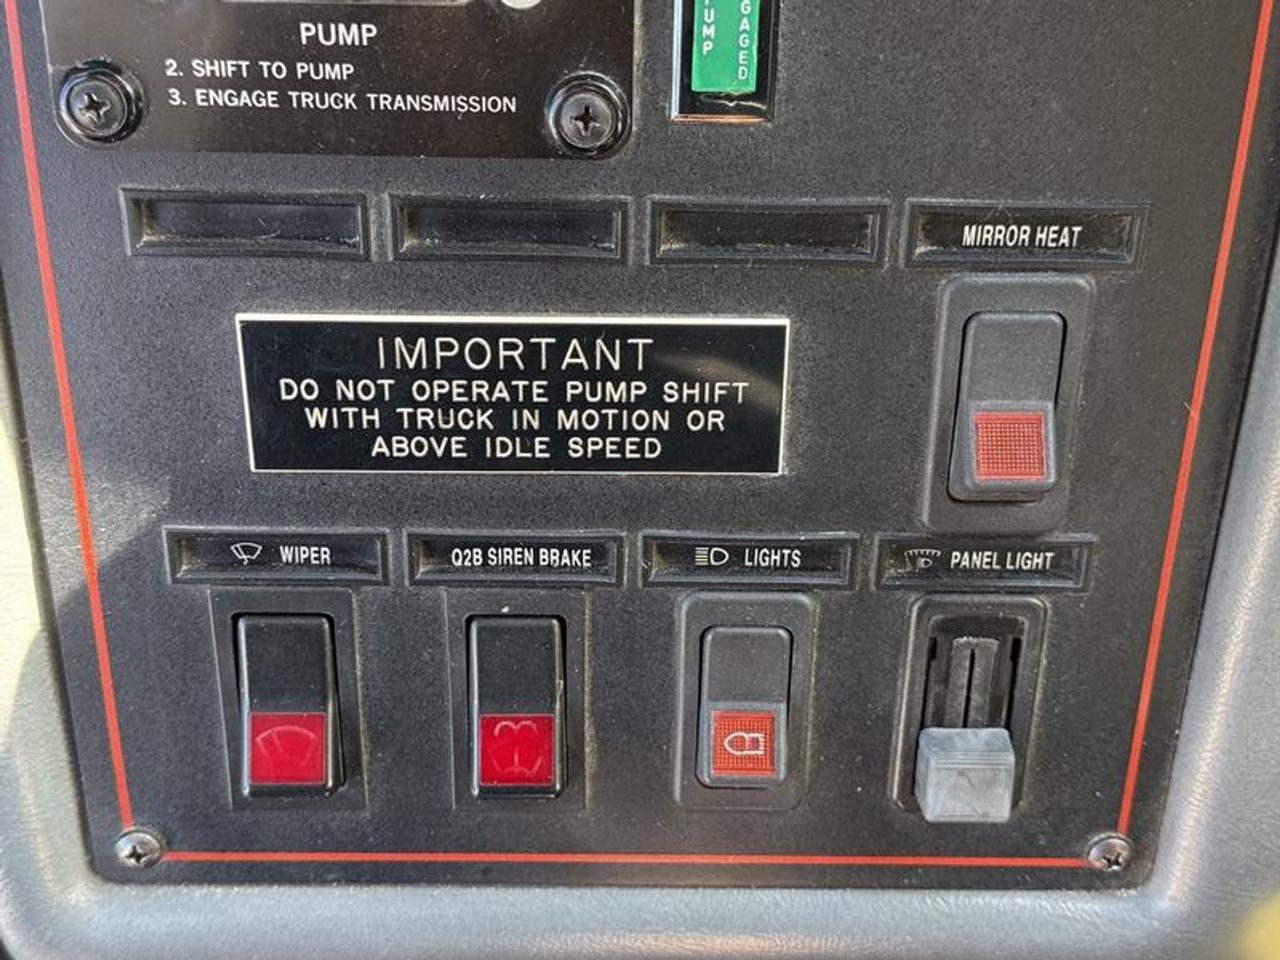 PUMP
2. SHIFT TO PUMP
3. ENGAGE TRUCK TRANSMISSION
GAGED
MIRROR HEAT
IMPORTANT
DO NOT OPERATE PUMP SHIFT
WITH TRUCK IN MOTION OR
ABOVE IDLE SPEED
WIPER
Q2B SIREN BRAKE
LIGHTS
PANEL LIGHT